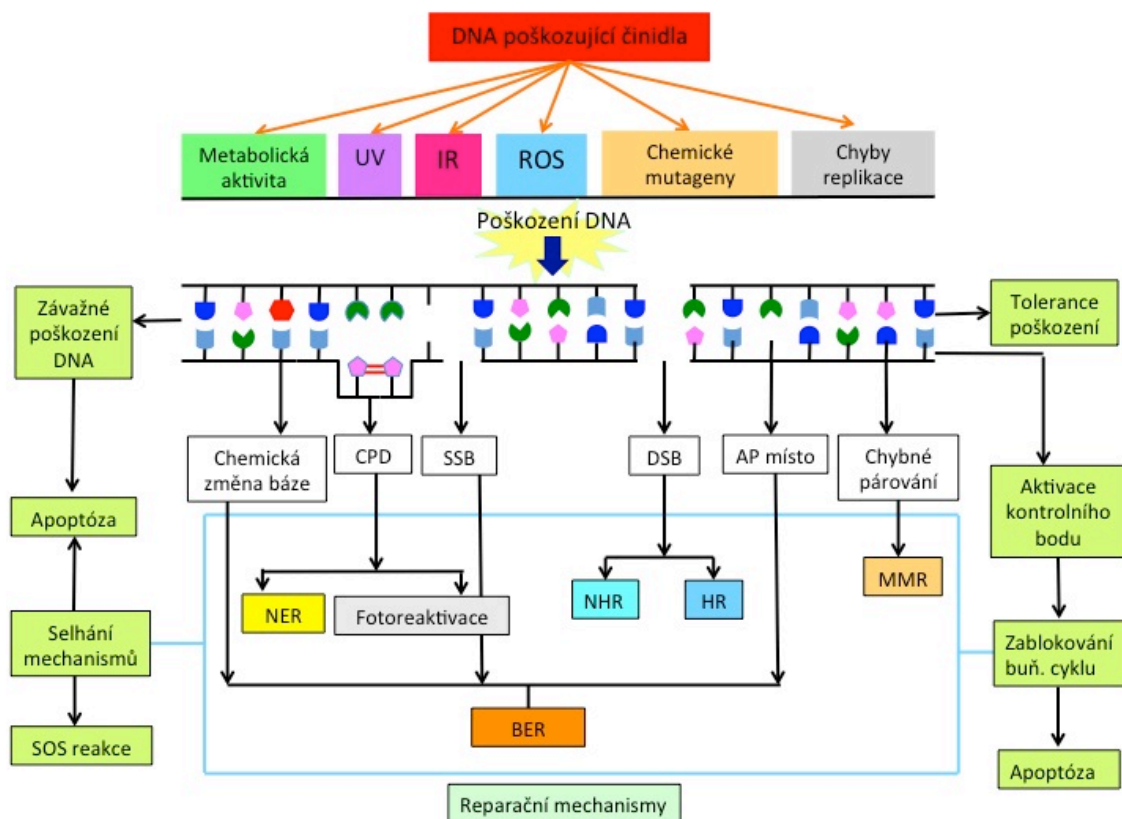 DNA poškozující činidla
Metabolická
aktivita
UV
IR
ROS
Chemické
mutageny
Chyby
replikace
Poškození DNA
Závažné
poškození
DNA
Tolerance
poškození
Chemická
změna báze
CPD
SSB
DSB
AP místo
Chybné
párování
Apoptóza
Aktivace
kontrolního
bodu
NER
Fotoreaktivace
NHR
HR
MMR
Selhání
mechanismů
Zablokování
buň. cyklu
BER
SOS reakce
Apoptóza
Reparační mechanismy